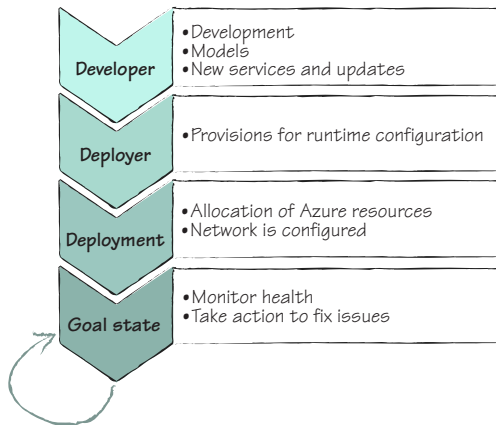 Developer
•Development
•Models
•New services and updates
Deployer
•Provisions for runtime configuration
Deployment
•Allocation of Azure resources
•Network is configured
Goal state
•Monitor health
•Take action to fix issues